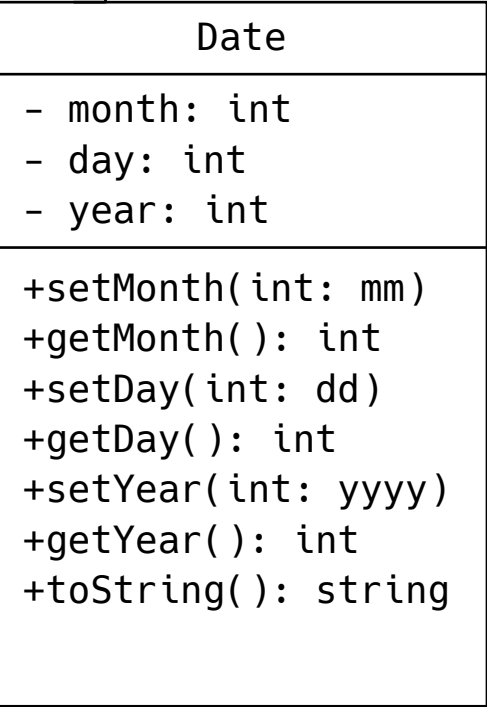 Date
- month: int
- day: int
- year: int
+setMonth(int: mm)
+getMonth(): int
+setDay(int: dd)
+getDay(): int
+setYear(int: yyyy)
+getYear(): int
+toString(): string